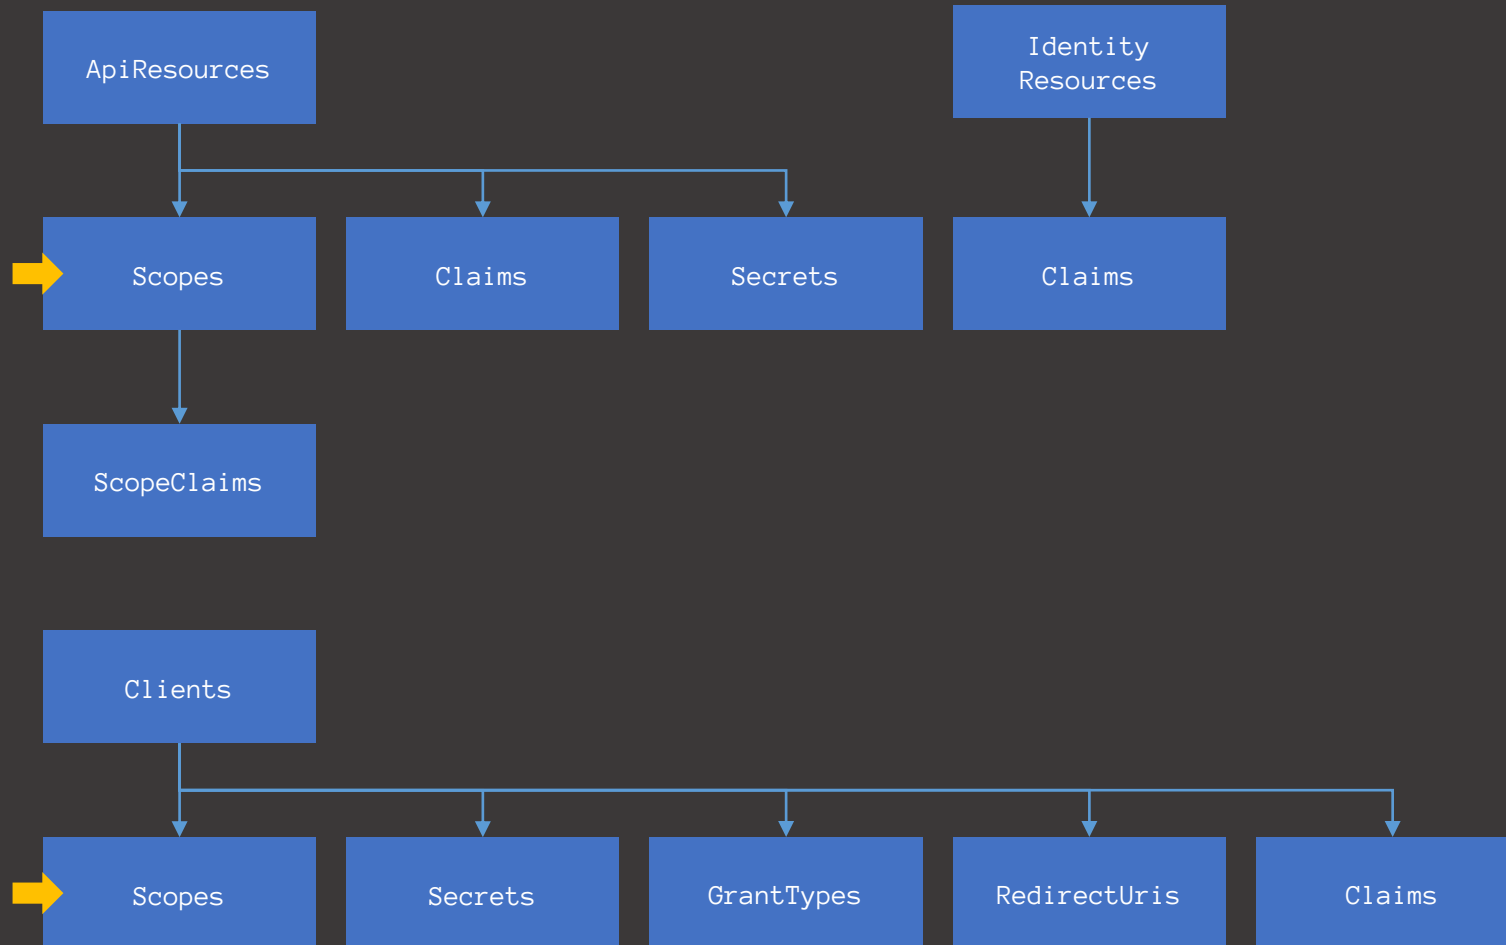 ApiResources
Identity
Resources
Scopes
Claims
Secrets
Claims
ScopeClaims
Clients
Scopes
Secrets
GrantTypes
RedirectUris
Claims